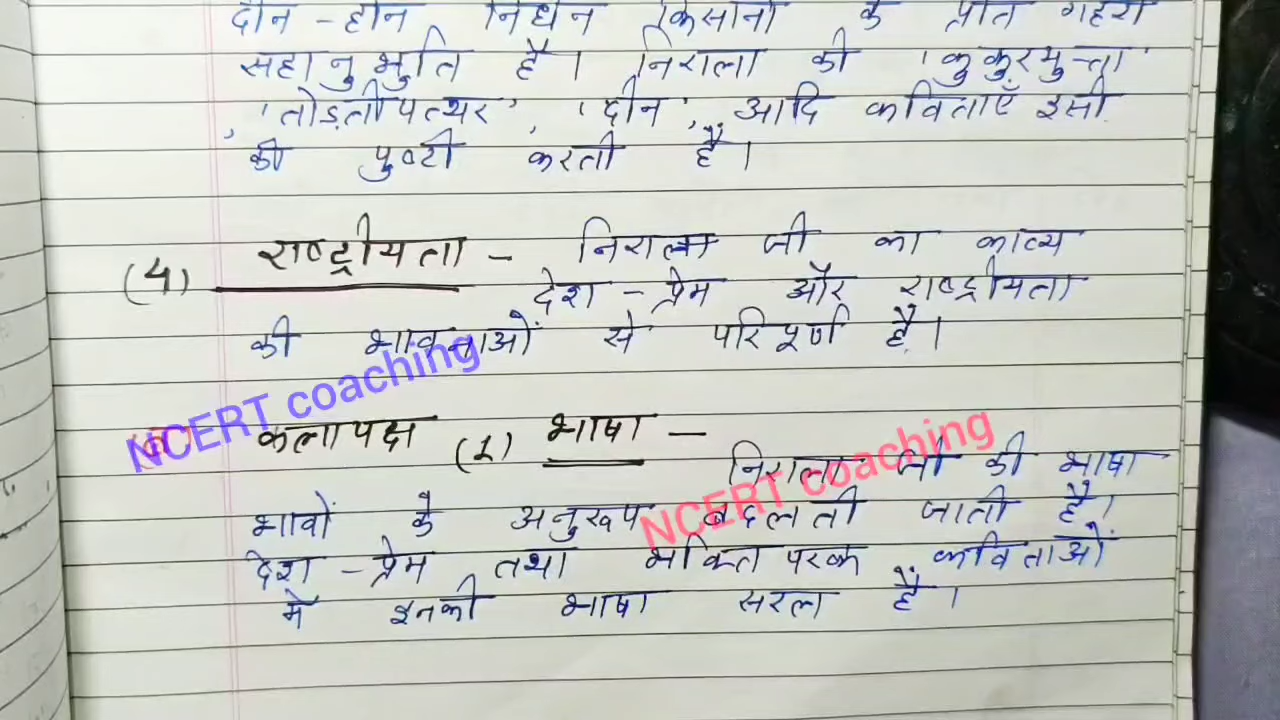 दीन - हीन निर्धन किसानों के प्रति गहरी
सहानुभुति है। निराला की 'कुकुरमुत्ता'
, 'तोड़तीपत्थर', 'दीन', आदि कविताएँ इसी
की पुष्टी करती हैं।
(4) राष्ट्रीयता - निराला जी का काव्य
देश - प्रेम और राष्ट्रीयता
की भावनाओं से परिपूर्ण है।
NCERT coaching
कलापक्ष (1) भाषा -
NCERT coaching
निराला जी की भाषा
भावों के अनुरूप बदलती जाती है।
देश - प्रेम तथा भक्तिपरक कविताओं
में इनकी भाषा सरल है।